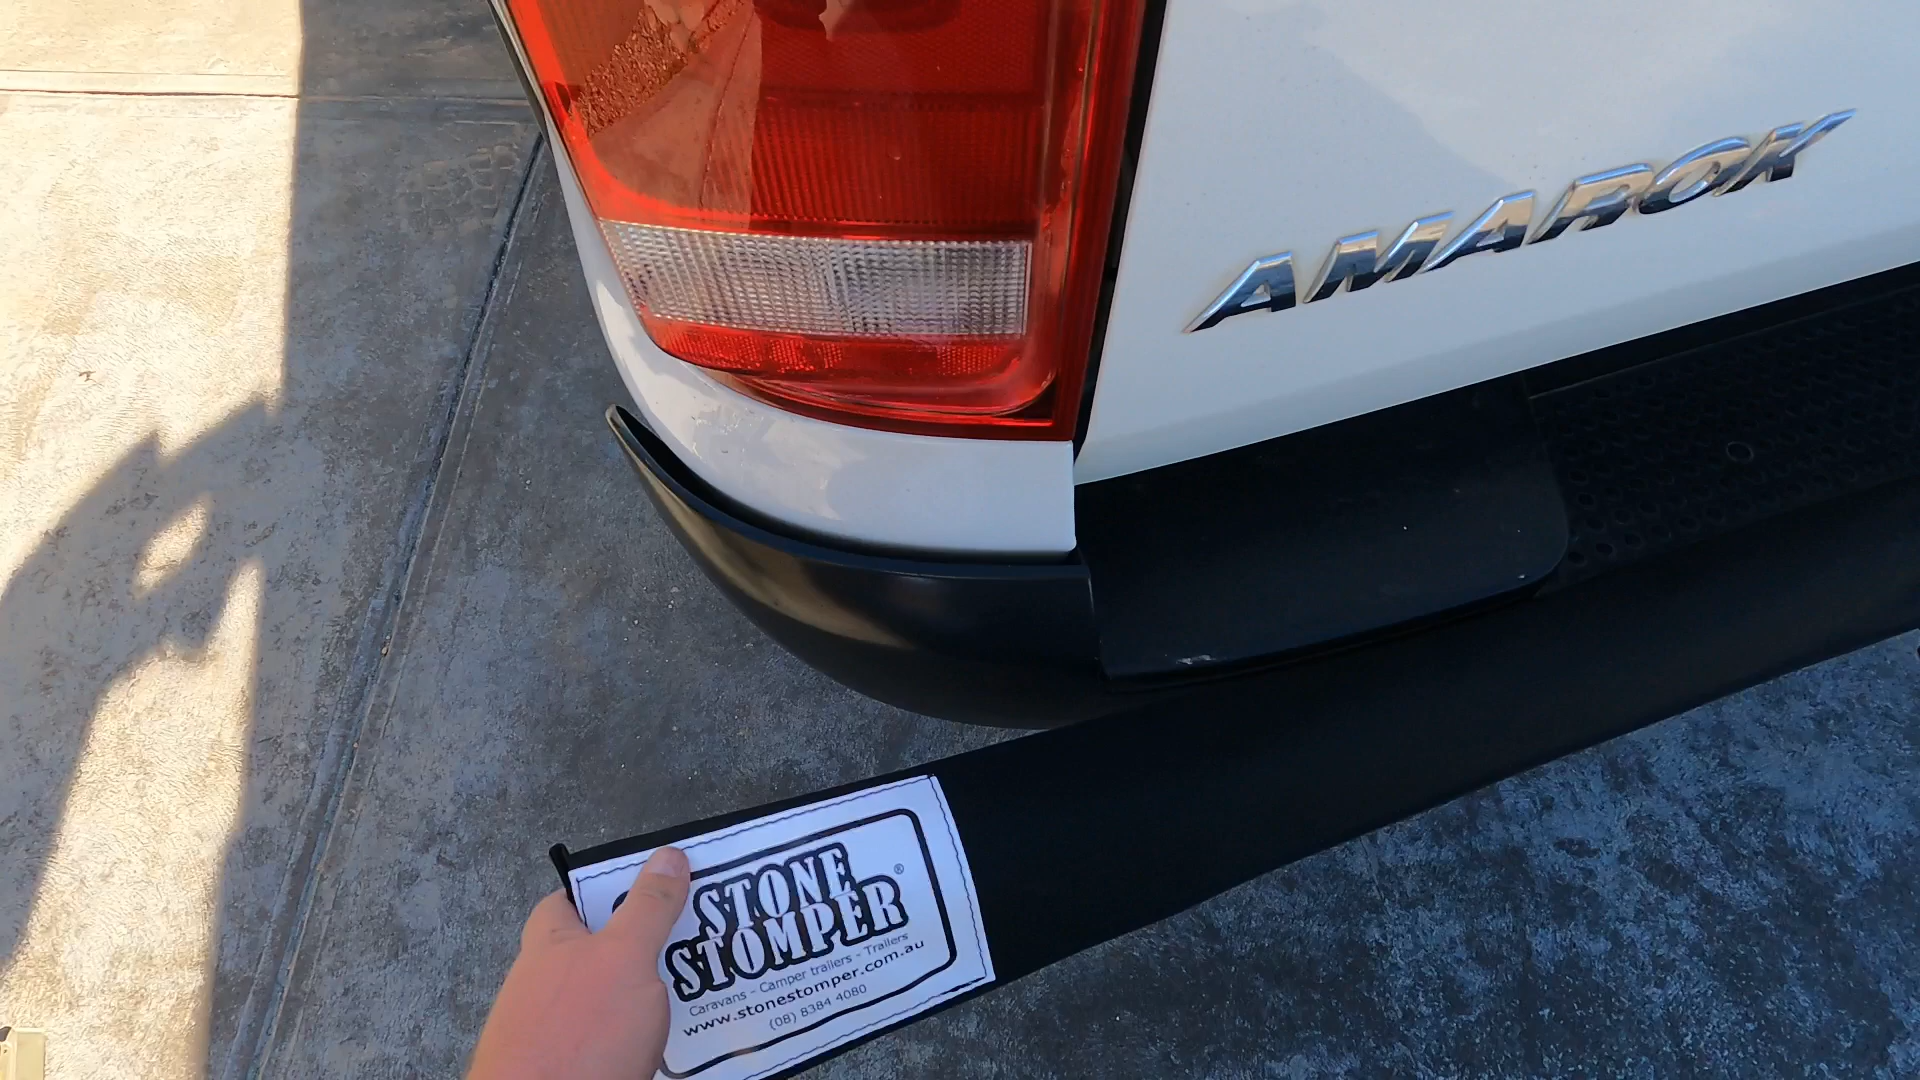 AMAROK
STONE
STOMPER®
Caravans - Camper trailers - Trailers
www.stonestomper.com.au
(08) 8384 4080